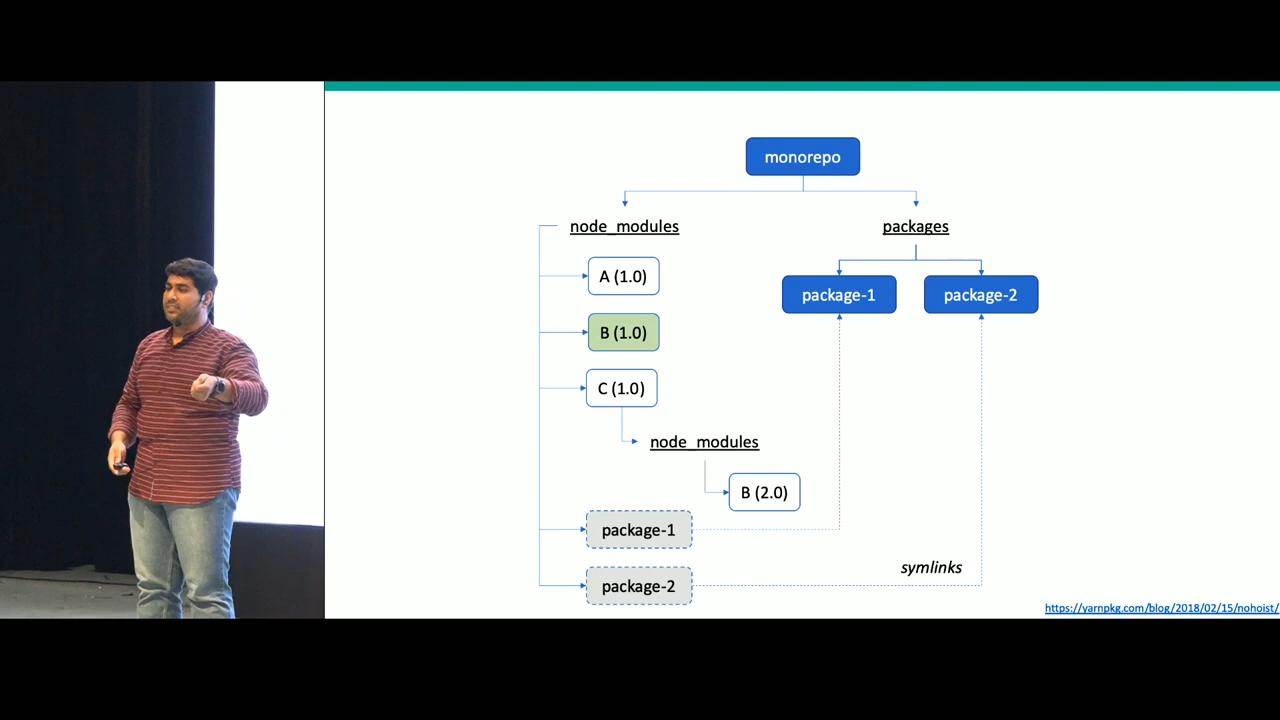 monorepo
node_modules
packages
A (1.0)
package-1
package-2
B (1.0)
C (1.0)
node_modules
B (2.0)
package-1
symlinks
package-2
https://yarnpkg.com/blog/2018/02/15/nohoist/